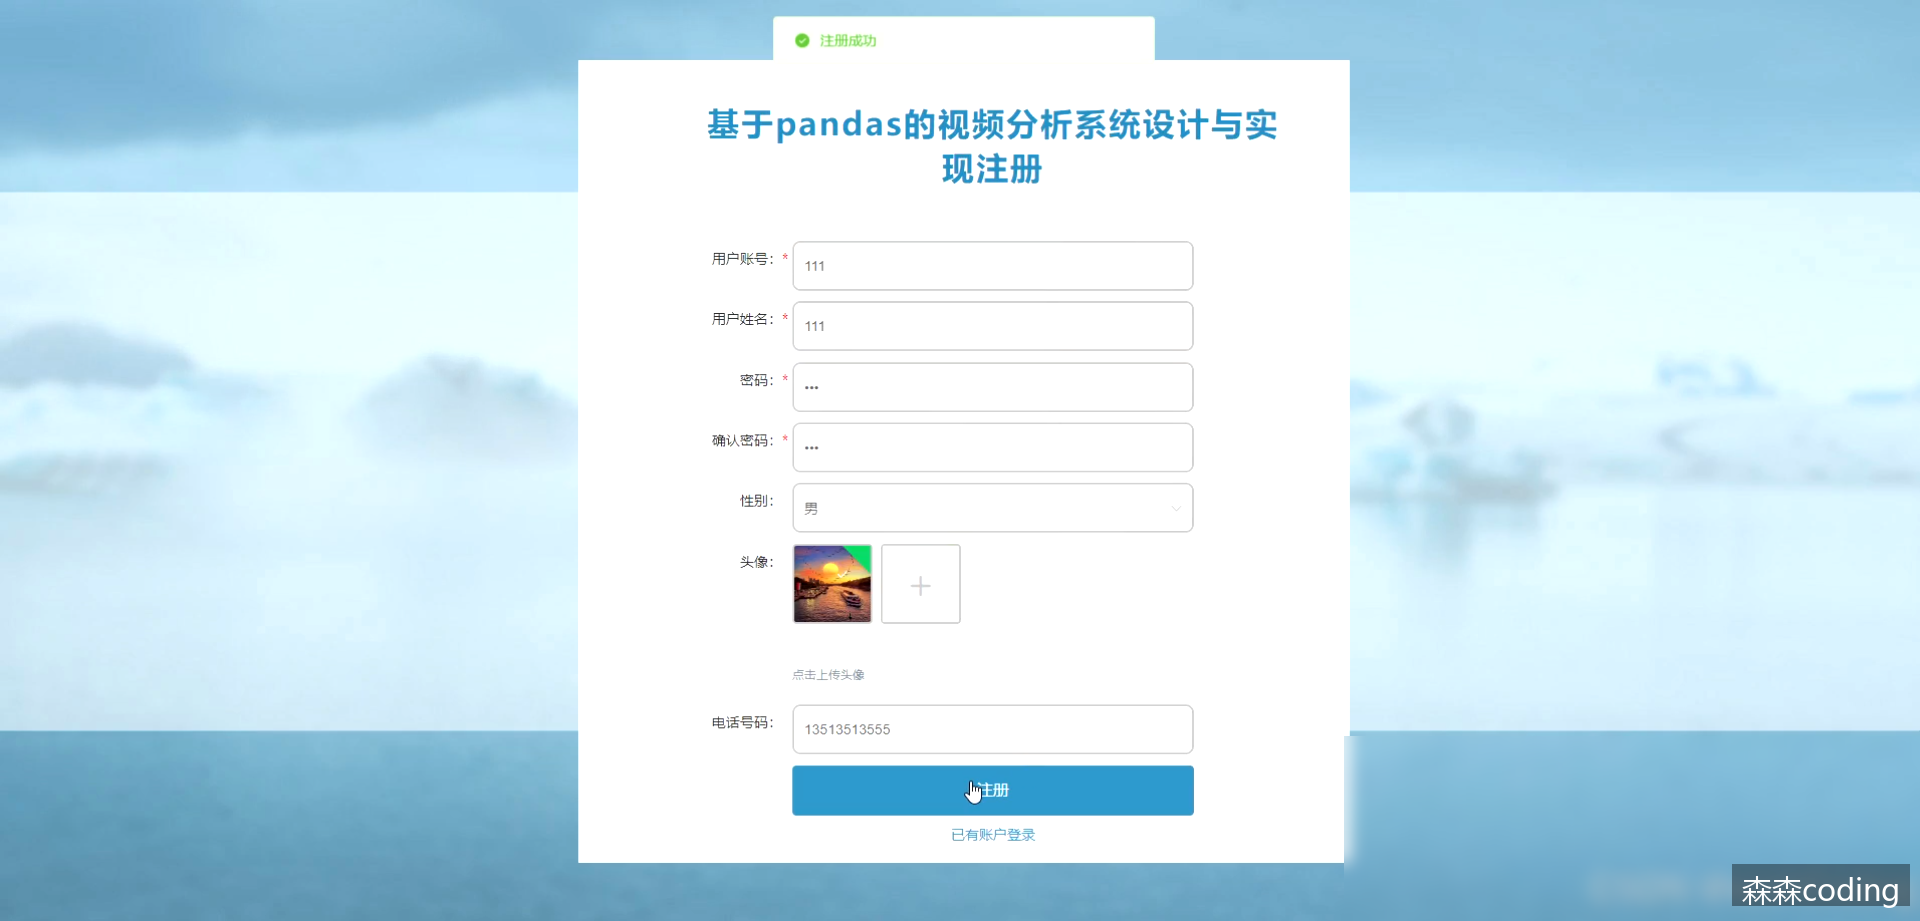 注册成功
基于pandas的视频分析系统设计与实
现注册
用户账号：* 111
用户姓名：* 111
密码：* •••
确认密码：* •••
性别： 男
头像：
点击上传头像
电话号码： 13513513555
注册
已有账户登录
森森coding